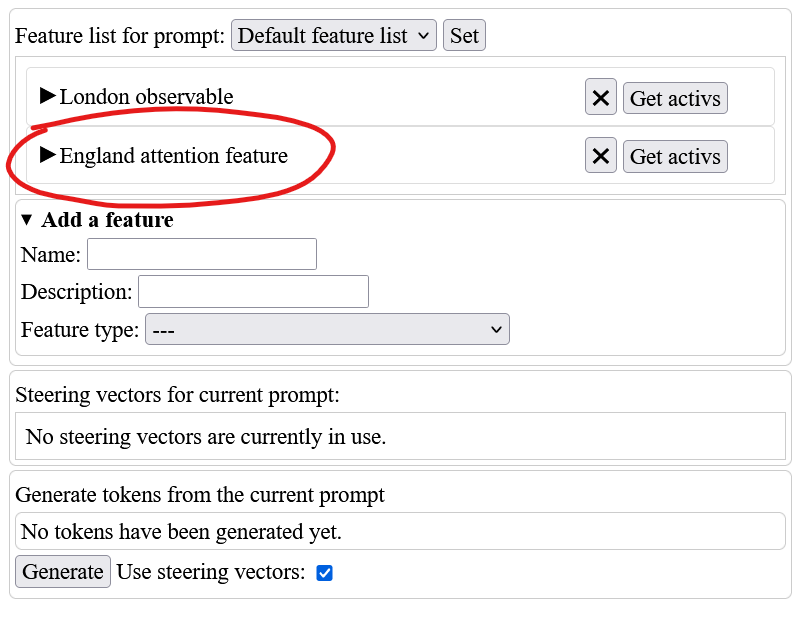 Feature list for prompt: Default feature list Set
London observable Get activs
England attention feature Get activs
Add a feature
Name:
Description:
Feature type: ---
Steering vectors for current prompt:
No steering vectors are currently in use.
Generate tokens from the current prompt
No tokens have been generated yet.
Generate Use steering vectors: